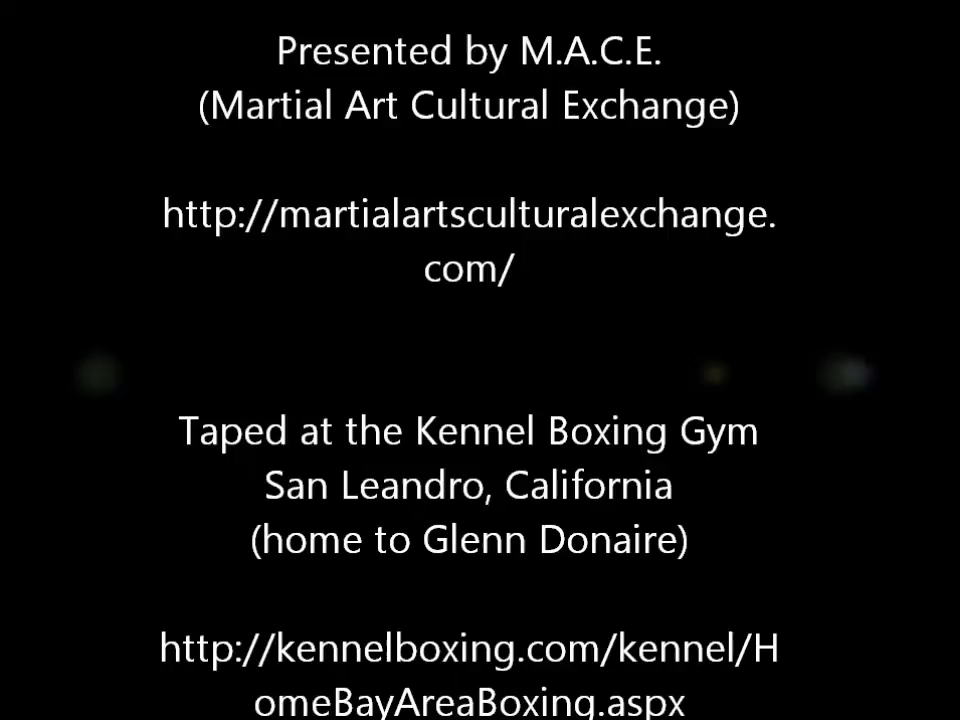 Presented by M.A.C.E.
(Martial Art Cultural Exchange)
http://martialartsculturalexchange.
com/
Taped at the Kennel Boxing Gym
San Leandro, California
(home to Glenn Donaire)
http://kennelboxing.com/kennel/H
omeBayAreaBoxing.aspx